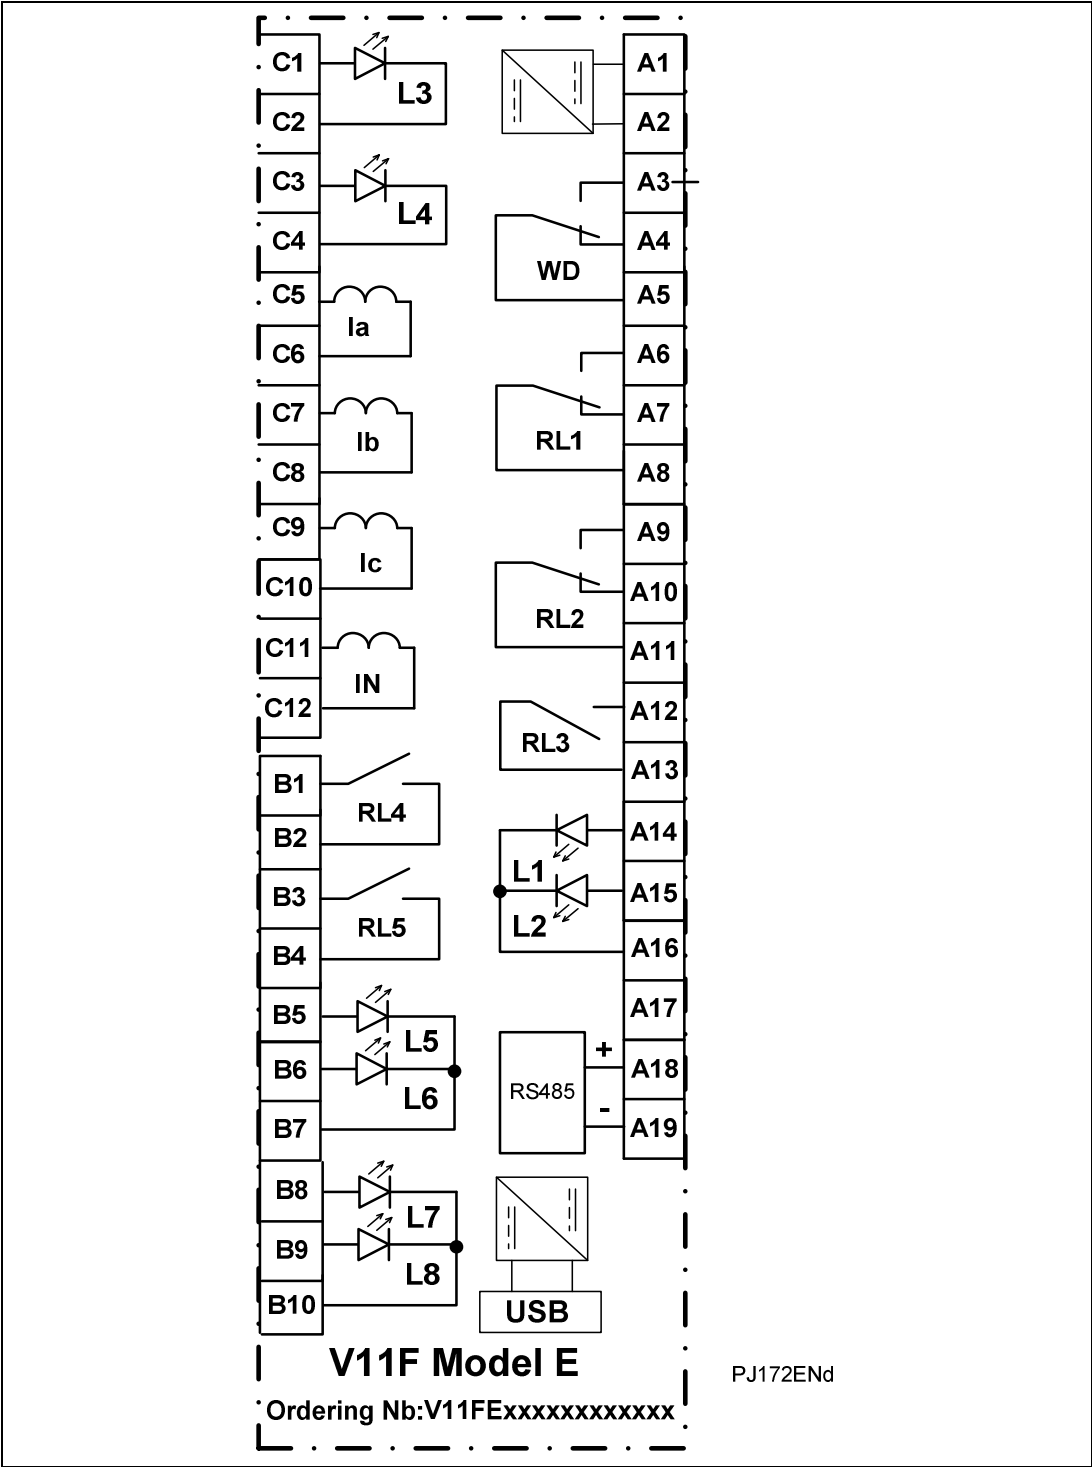 C1
L3
C2
C3
L4
C4
C5
Ia
C6
C7
Ib
C8
C9
Ic
C10
C11
IN
C12
B1
RL4
B2
B3
RL5
B4
B5
L5
B6
L6
B7
B8
L7
B9
L8
B10
A1
A2
A3
A4
WD
A5
A6
A7
RL1
A8
A9
A10
RL2
A11
A12
RL3
A13
A14
L1
A15
L2
A16
A17
+
A18
RS485
-
A19
USB
V11F Model E
Ordering Nb:V11FExxxxxxxxxxxx
PJ172ENd